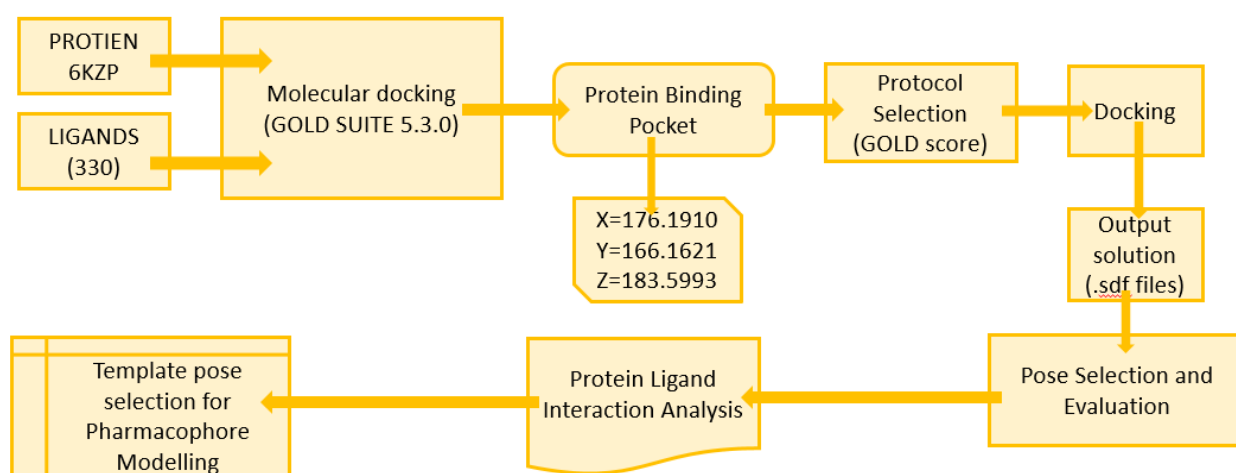 PROTIEN
6KZP
LIGANDS
(330)
Molecular docking
(GOLD SUITE 5.3.0)
Protein Binding
Pocket
X=176.1910
Y=166.1621
Z=183.5993
Protocol
Selection
(GOLD score)
Docking
Output
solution
(.sdf files)
Pose Selection and
Evaluation
Protein Ligand
Interaction Analysis
Template pose
selection for
Pharmacophore
Modelling